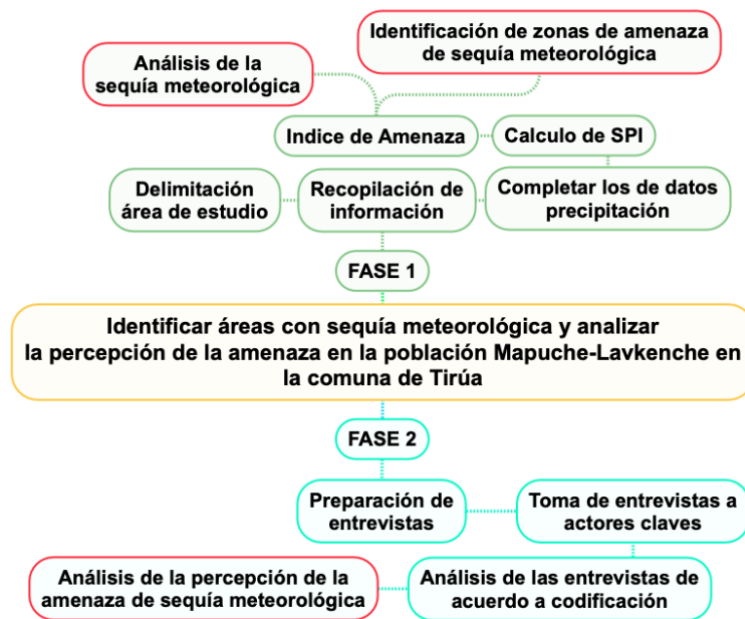 Identificación de zonas de amenaza
de sequía meteorológica
Análisis de la
sequía meteorológica
Indice de Amenaza
Calculo de SPI
Delimitación
área de estudio
Recopilación de
información
Completar los de datos
precipitación
FASE 1
Identificar áreas con sequía meteorológica y analizar
la percepción de la amenaza en la población Mapuche-Lavkenche en
la comuna de Tirúa
FASE 2
Preparación de
entrevistas
Toma de entrevistas a
actores claves
Análisis de la percepción de la
amenaza de sequía meteorológica
Análisis de las entrevistas de
acuerdo a codificación